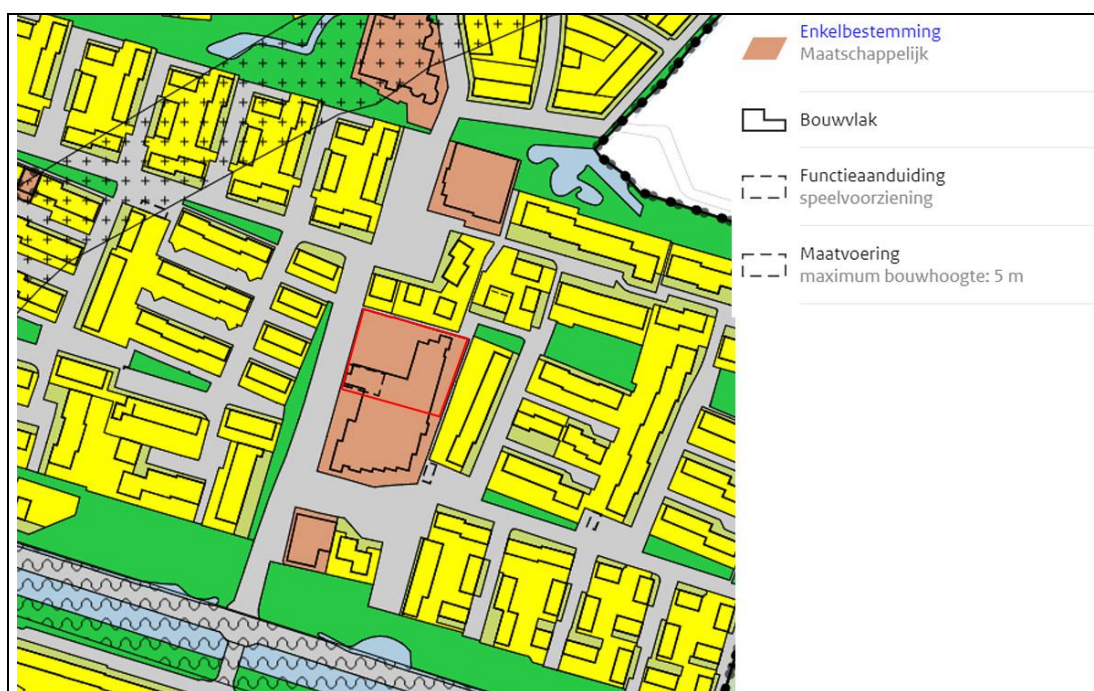 Enkelbestemming
Maatschappelijk
Bouwvlak
Functieaanduiding
speelvoorziening
Maatvoering
maximum bouwhoogte: 5 m